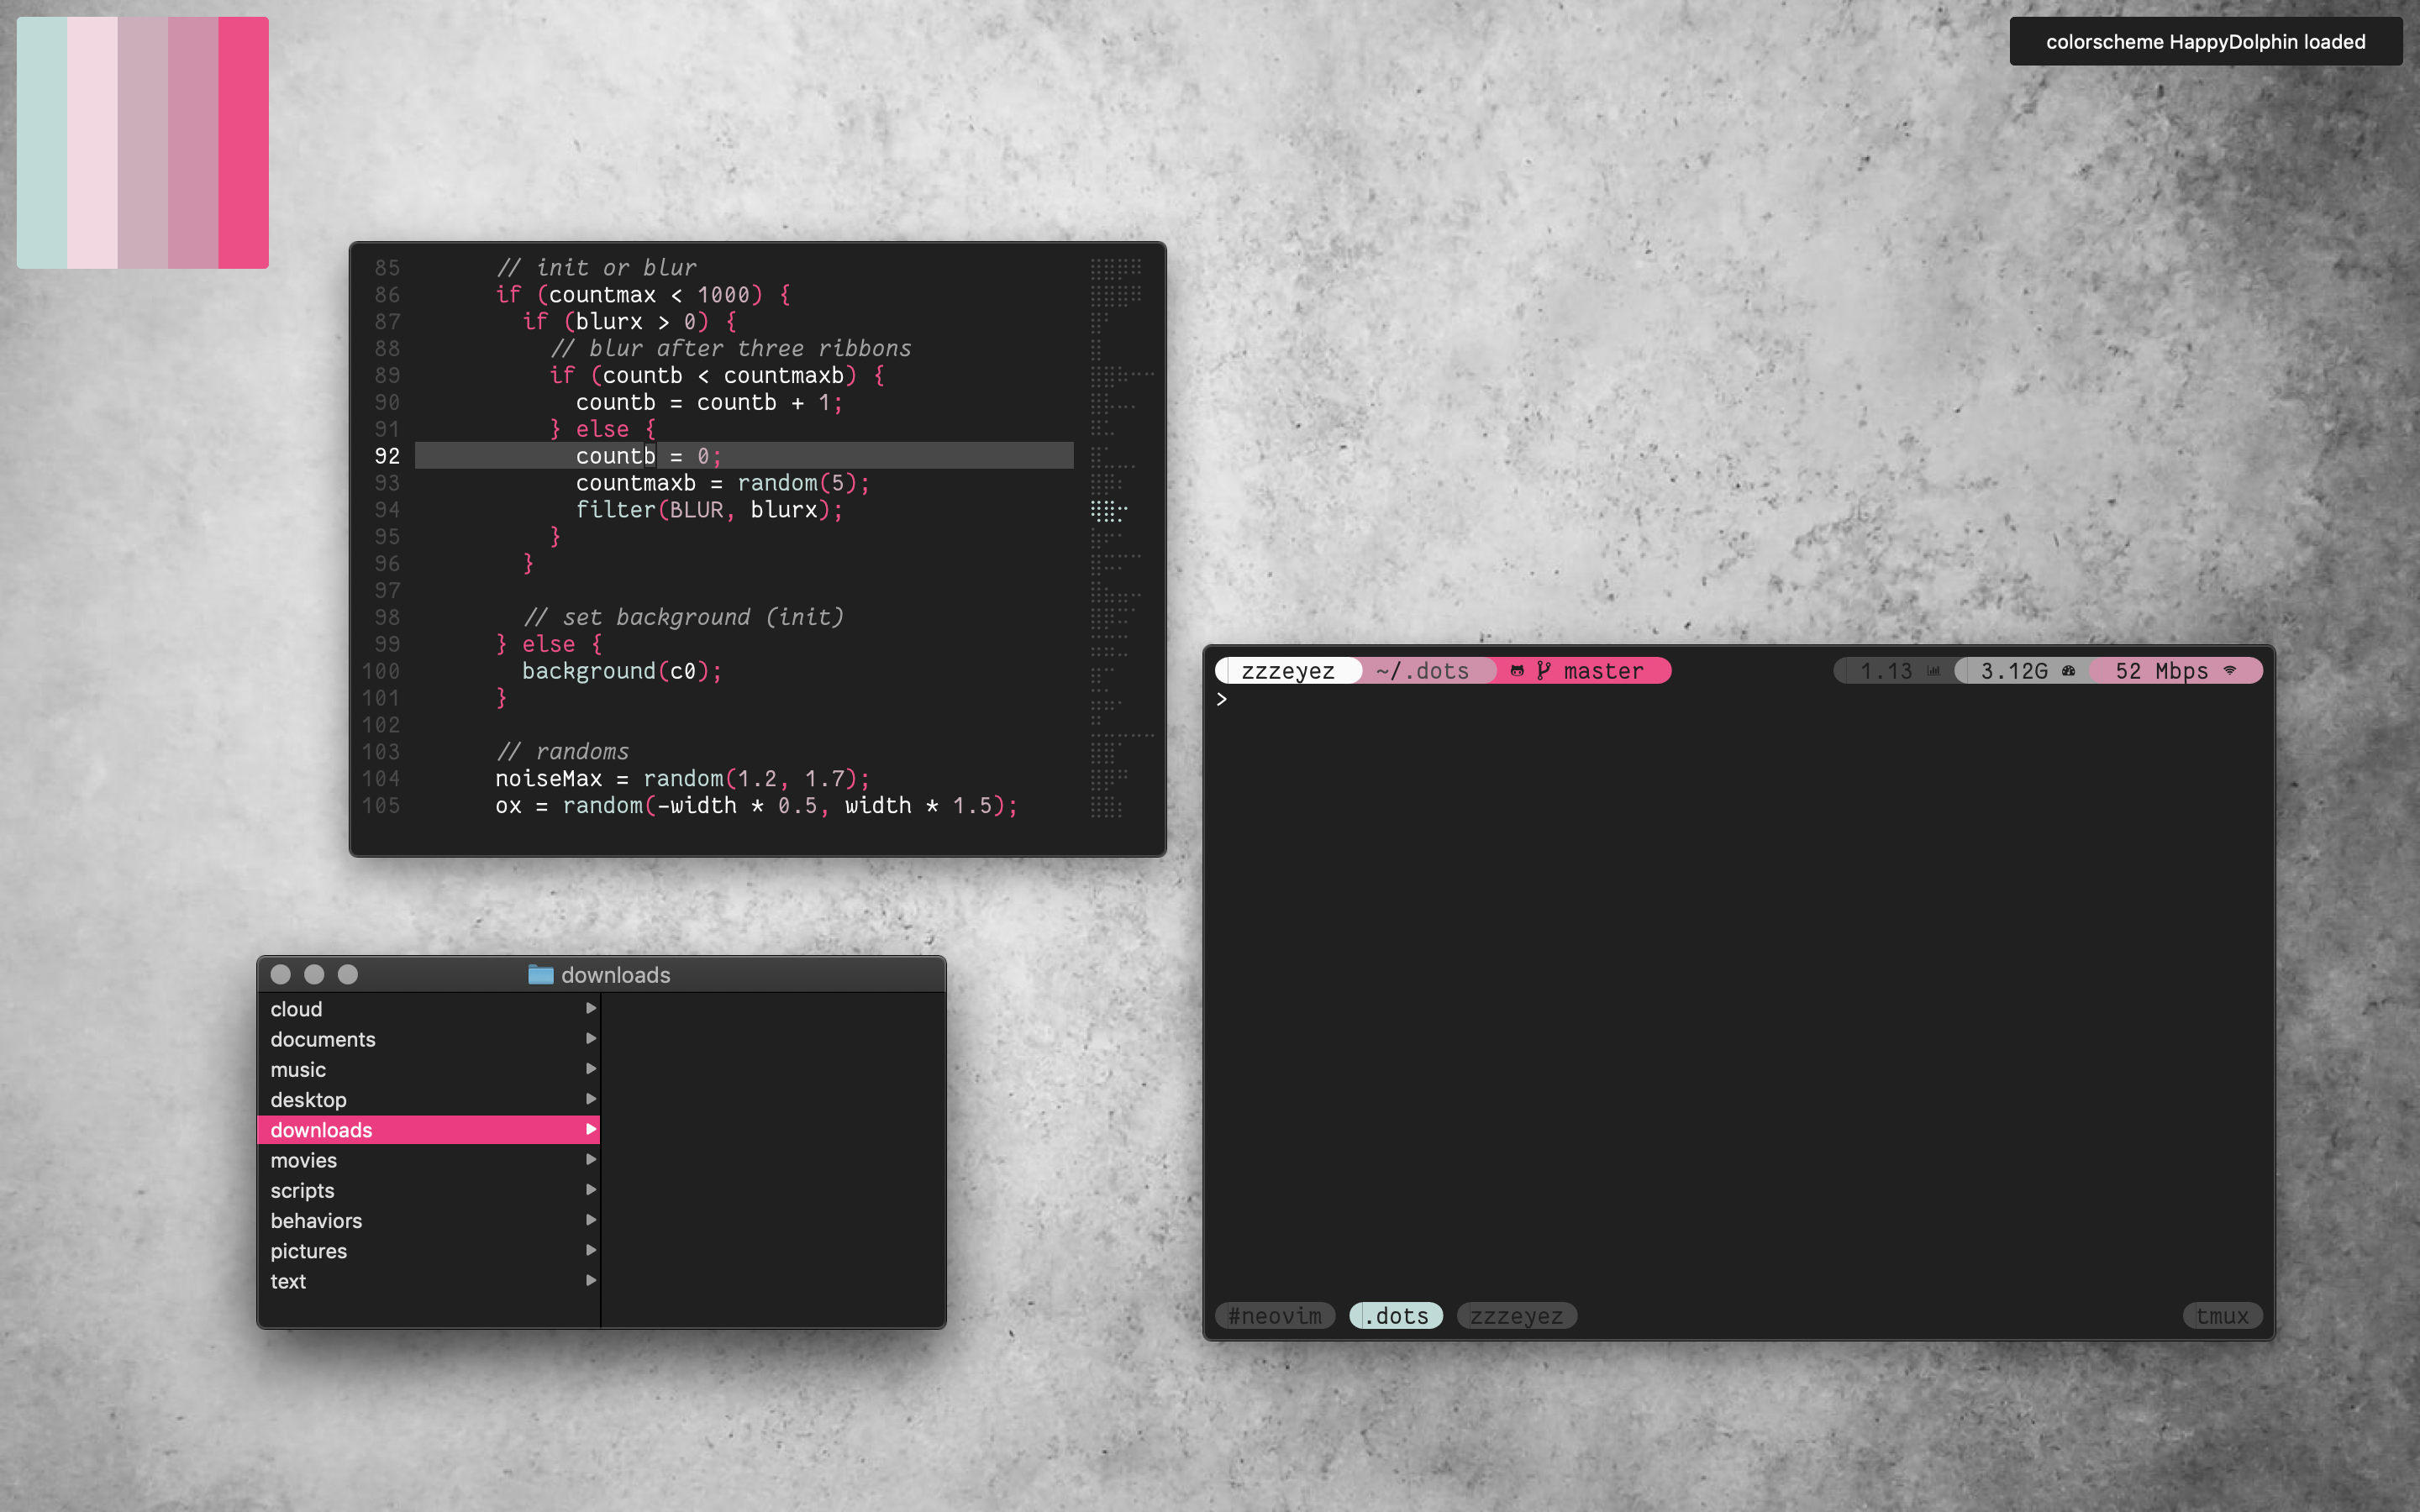 colorscheme HappyDolphin loaded
85 // init or blur
86 if (countmax < 1000) {
87 if (blurx > 0) {
88 // blur after three ribbons
89 if (countb < countmaxb) {
90 countb = countb + 1;
91 } else {
92 countb = 0;
93 countmaxb = random(5);
94 filter(BLUR, blurx);
95 }
96 }
97
98 // set background (init)
99 } else {
100 background(c0);
101 }
102
103 // randoms
104 noiseMax = random(1.2, 1.7);
105 ox = random(-width * 0.5, width * 1.5);
zzzeyez ~/.dots master 1.13 3.12G 52 Mbps
>
#neovim .dots zzzeyez tmux
downloads
cloud
documents
music
desktop
downloads
movies
scripts
behaviors
pictures
text